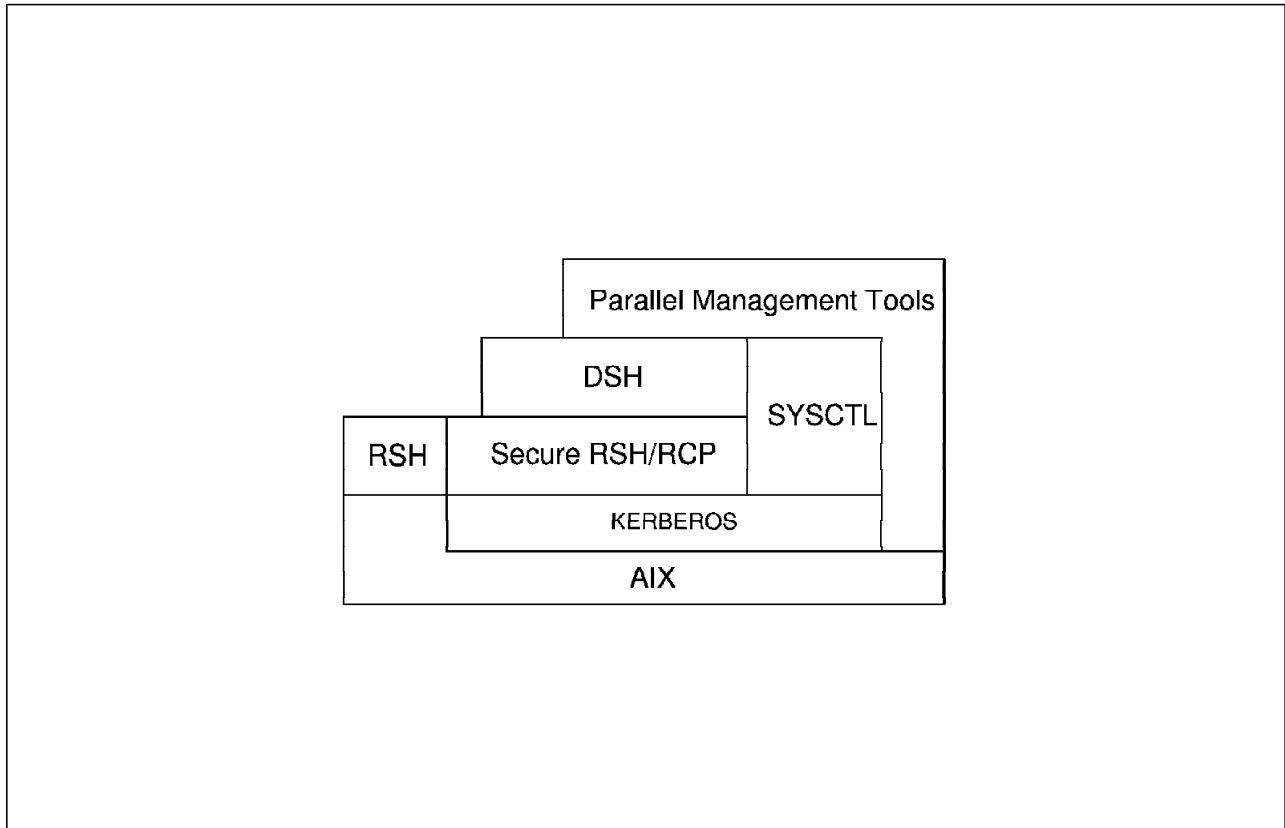 Parallel Management Tools
DSH
SYSCTL
RSH
Secure RSH/RCP
KERBEROS
AIX